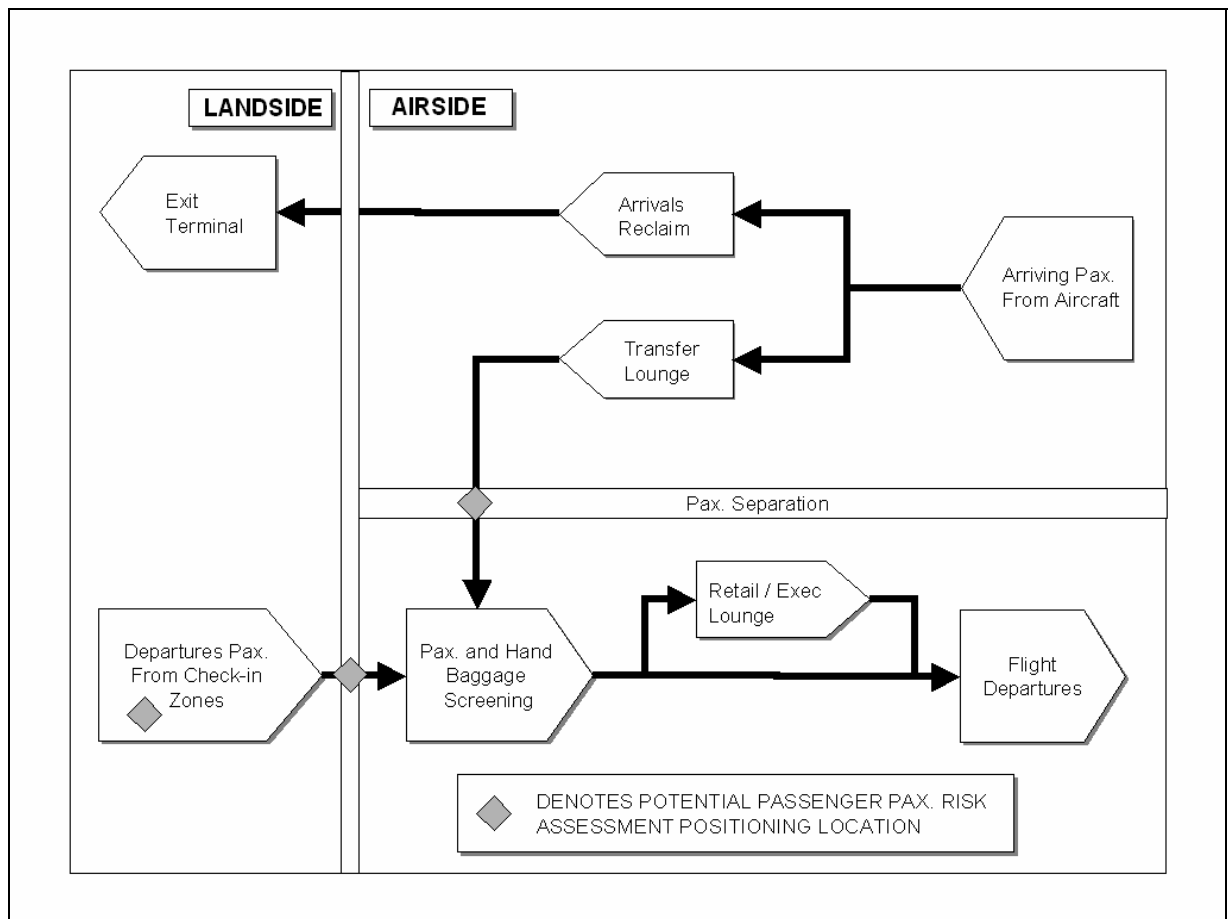 LANDSIDE
AIRSIDE
Exit
Terminal
Arrivals
Reclaim
Arriving Pax.
From Aircraft
Transfer
Lounge
Pax. Separation
Departures Pax.
From Check-in
Zones
Pax. and Hand
Baggage
Screening
Retail / Exec
Lounge
Flight
Departures
DENOTES POTENTIAL PASSENGER PAX. RISK
ASSESSMENT POSITIONING LOCATION